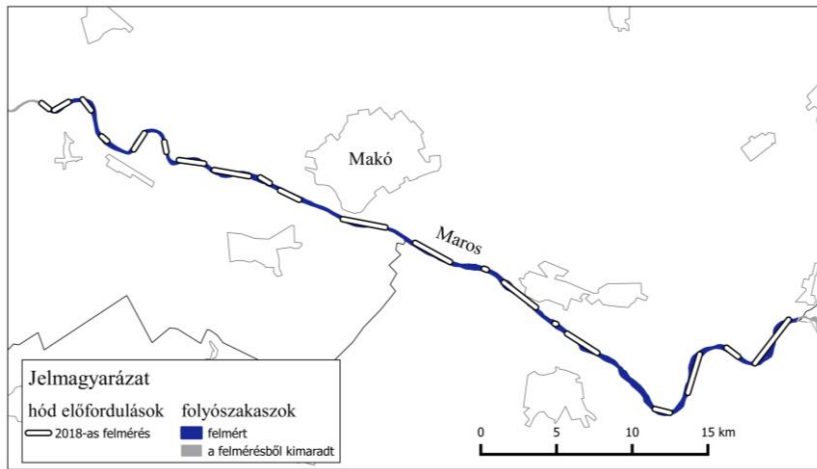 Makó
Maros
Jelmagyarázat
hód előfordulások
2018-as felmérés
folyószakaszok
felmért
a felmérésből kimaradt
0 5 10 15 km